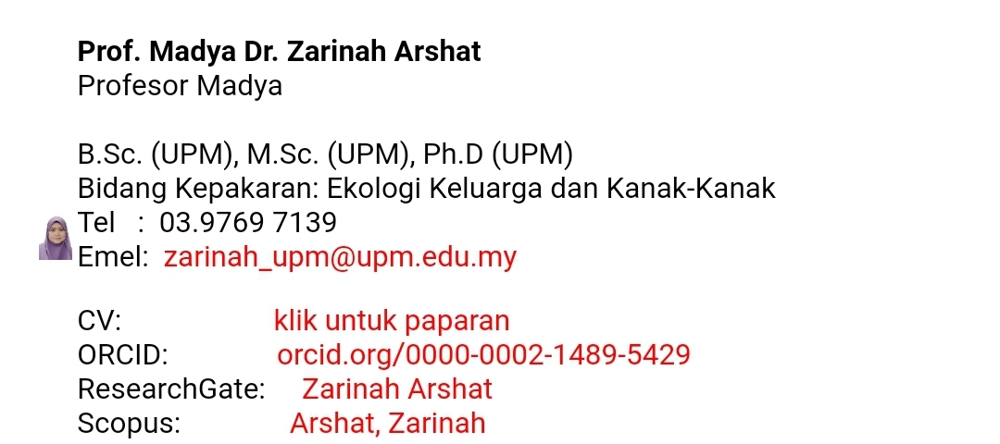 Prof. Madya Dr. Zarinah Arshat
Profesor Madya
B.Sc. (UPM), M.Sc. (UPM), Ph.D (UPM)
Bidang Kepakaran: Ekologi Keluarga dan Kanak-Kanak
Tel : 03.9769 7139
Emel: zarinah_upm@upm.edu.my
CV: klik untuk paparan
ORCID: orcid.org/0000-0002-1489-5429
ResearchGate: Zarinah Arshat
Scopus: Arshat, Zarinah